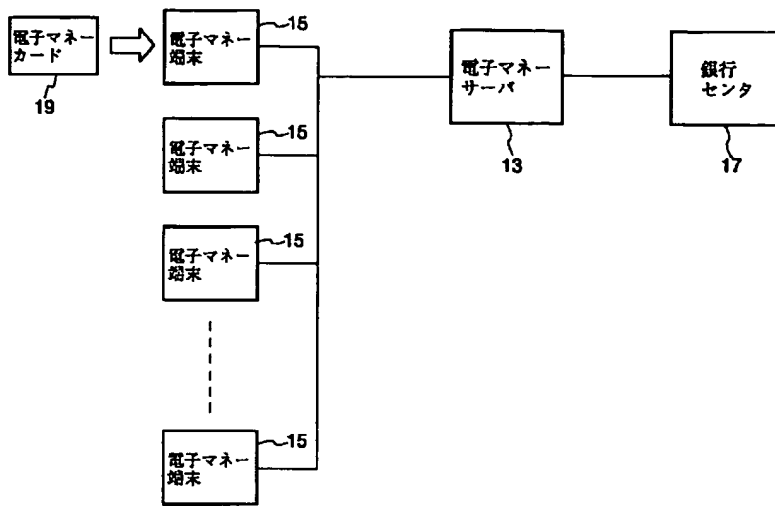 電子マネー
カード
19
15
電子マネー
端末
15
電子マネー
端末
15
電子マネー
端末
15
電子マネー
端末
電子マネー
サーバ
13
銀行
センタ
17